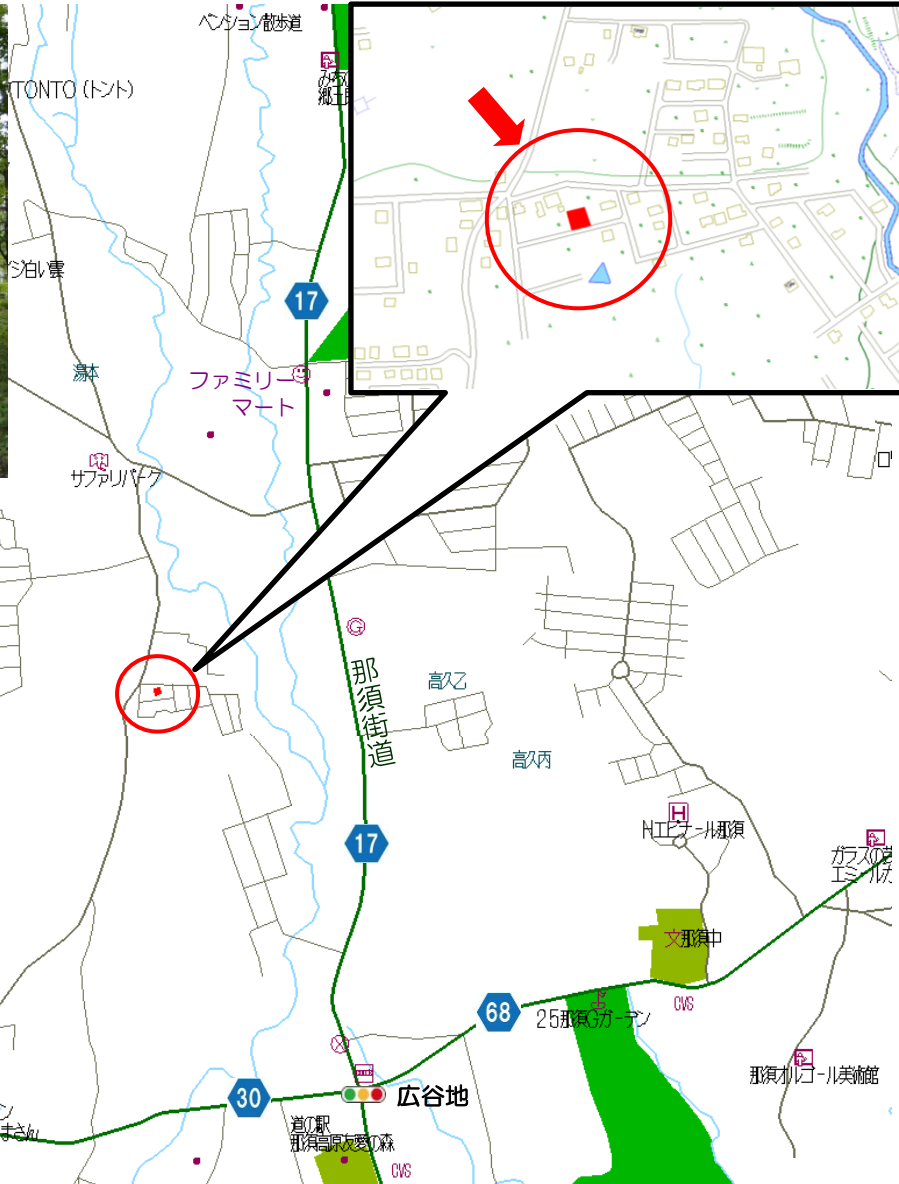 ペンション散歩道
TONTO (トント)
ジ白い雲
17
湯本
ファミリー
マート
サファリパーク
G
那須街道
高久乙
高久丙
17
H
Hエピナール那須
ガラスの
エミール
文那須中
68
25那須Gガーデン
CVS
那須オルゴール美術館
30
広谷地
道の駅
那須高原友愛の森
CVS